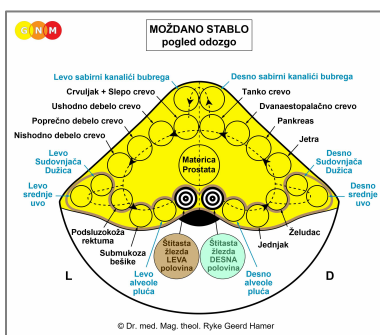 GNM
MOŽDANO STABLO
pogled odozgo
Levo sabirni kanalići bubrega
Desno sabirni kanalići bubrega
Crvuljak + Slepo crevo
Tanko crevo
Ushodno debelo crevo
Dvanaestopalačno crevo
Poprečno debelo crevo
Pankreas
Nishodno debelo crevo
Jetra
Levo
Sudovnjača
Dužica
Desno
Sudovnjača
Dužica
Materica
Prostata
Levo
srednje
uvo
Desno
srednje
uvo
Podsluzokoža
rektuma
Želudac
Submukoza
bešike
Jednjak
Štitasta
žlezda
LEVA
polovina
Štitasta
žlezda
DESNA
polovina
Levo
alveole
pluća
Desno
alveole
pluća
L
D
© Dr. med. Mag. theol. Ryke Geerd Hamer